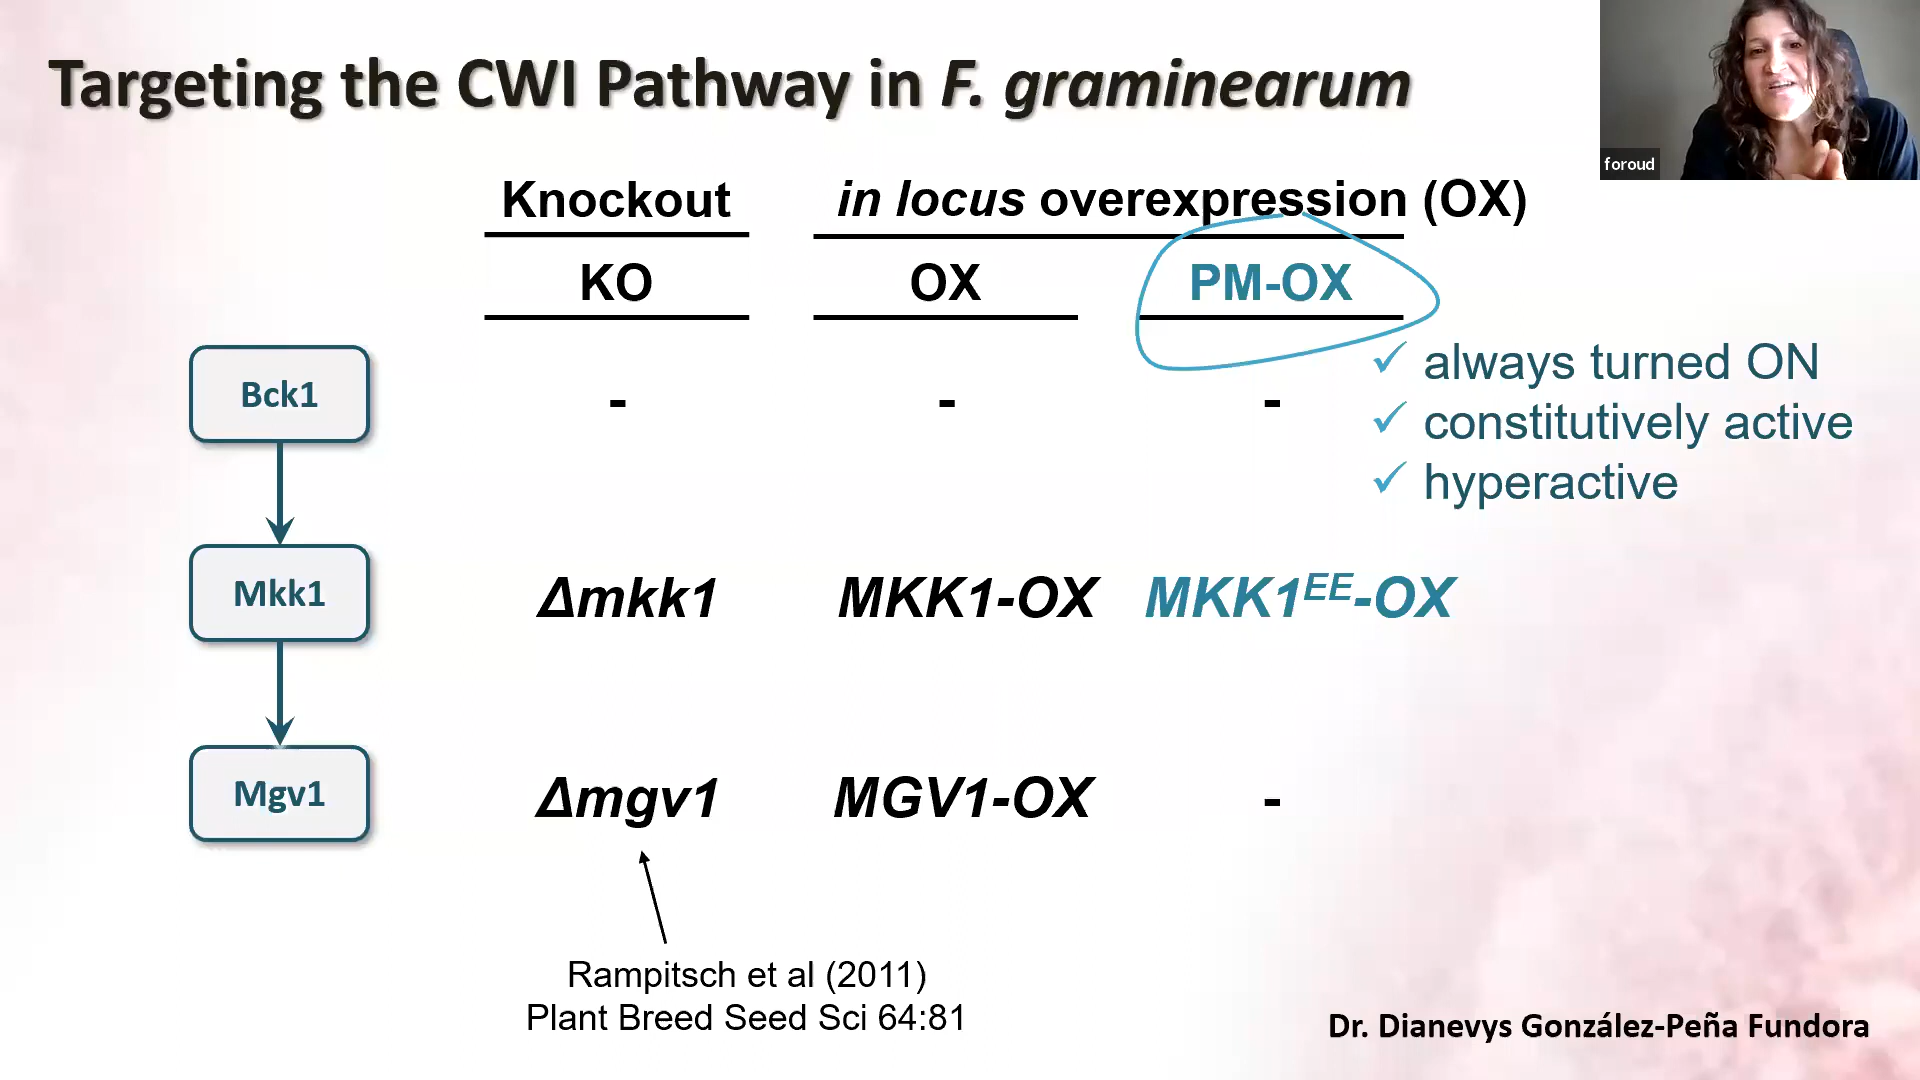 Targeting the CWI Pathway in F. graminearum
foroud
Knockout
in locus overexpression (OX)
KO
OX
PM-OX
✓ always turned ON
✓ constitutively active
✓ hyperactive
Bck1
-
-
-
Mkk1
Δmkk1
MKK1-OX
MKK1ᴱᴱ-OX
Mgv1
Δmgv1
MGV1-OX
-
Rampitsch et al (2011)
Plant Breed Seed Sci 64:81
Dr. Dianevys González-Peña Fundora